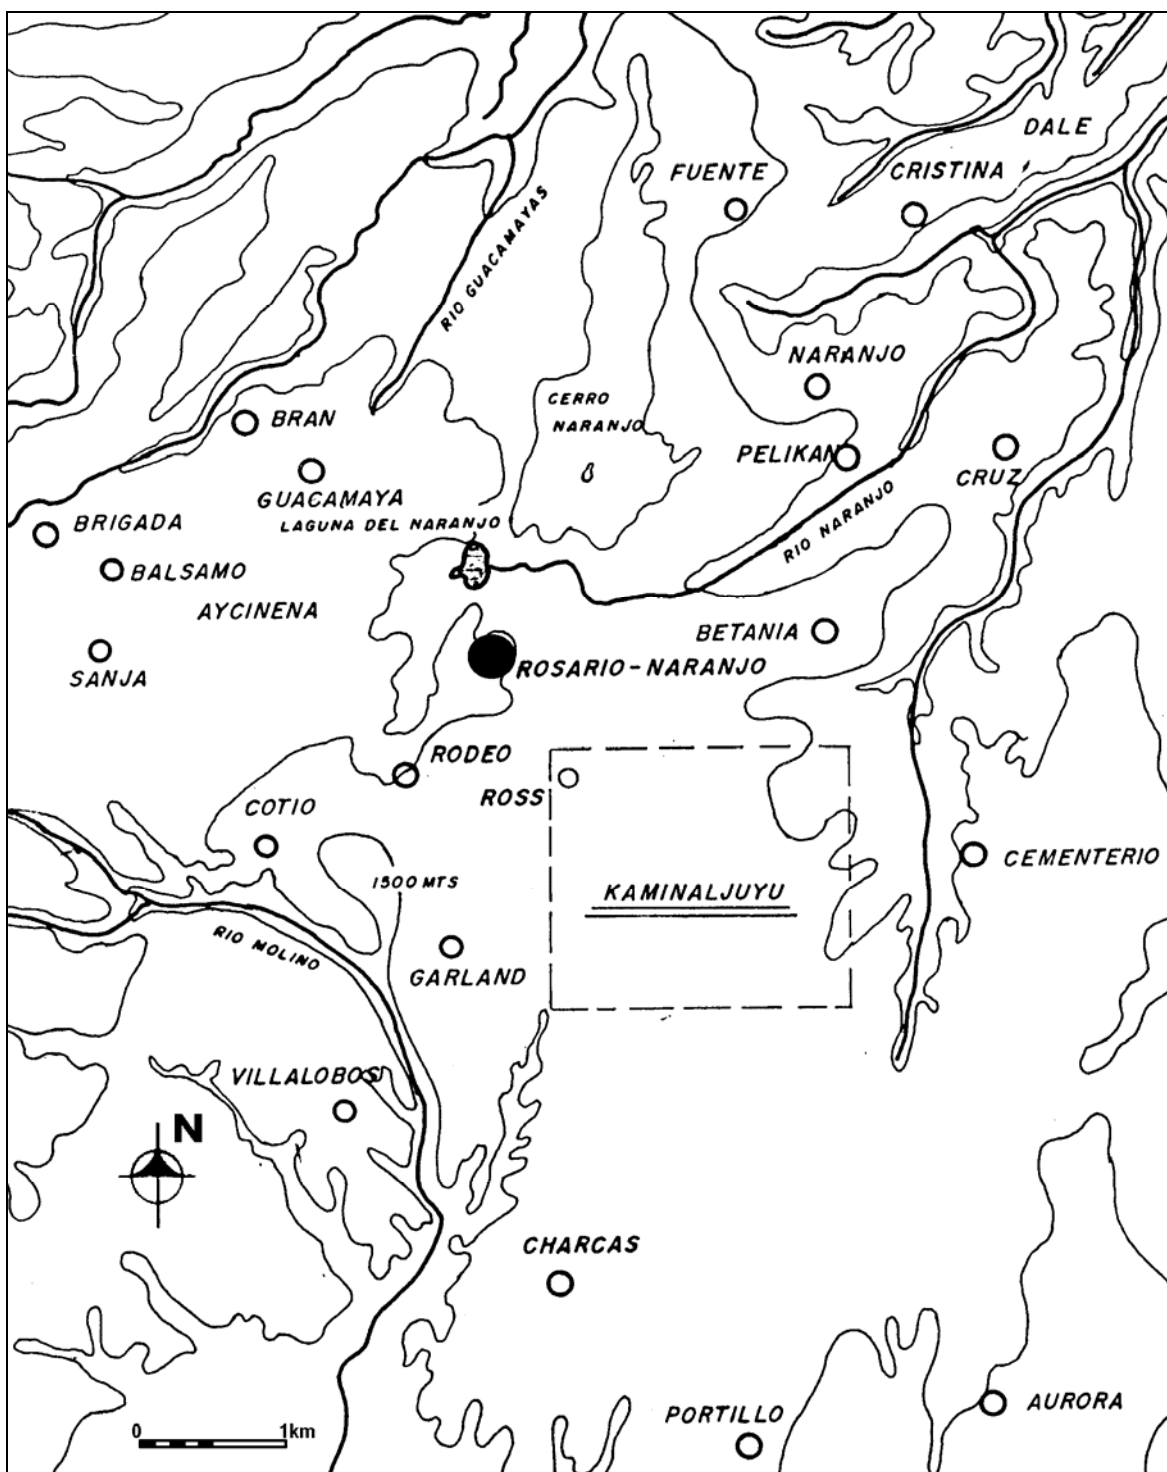 DALE
FUENTE
CRISTINA
RIO GUACAMAYAS
NARANJO
CERRO
NARANJO
BRAN
PELIKAN
CRUZ
GUACAMAYA
BRIGADA
LAGUNA DEL NARANJO
RIO NARANJO
BALSAMO
AYCINENA
BETANIA
SANJA
ROSARIO-NARANJO
RODEO
ROSS
COTIO
CEMENTERIO
1500 MTS
KAMINALJUYU
RIO MOLINO
GARLAND
VILLALOBOS
N
CHARCAS
AURORA
PORTILLO
0 1km